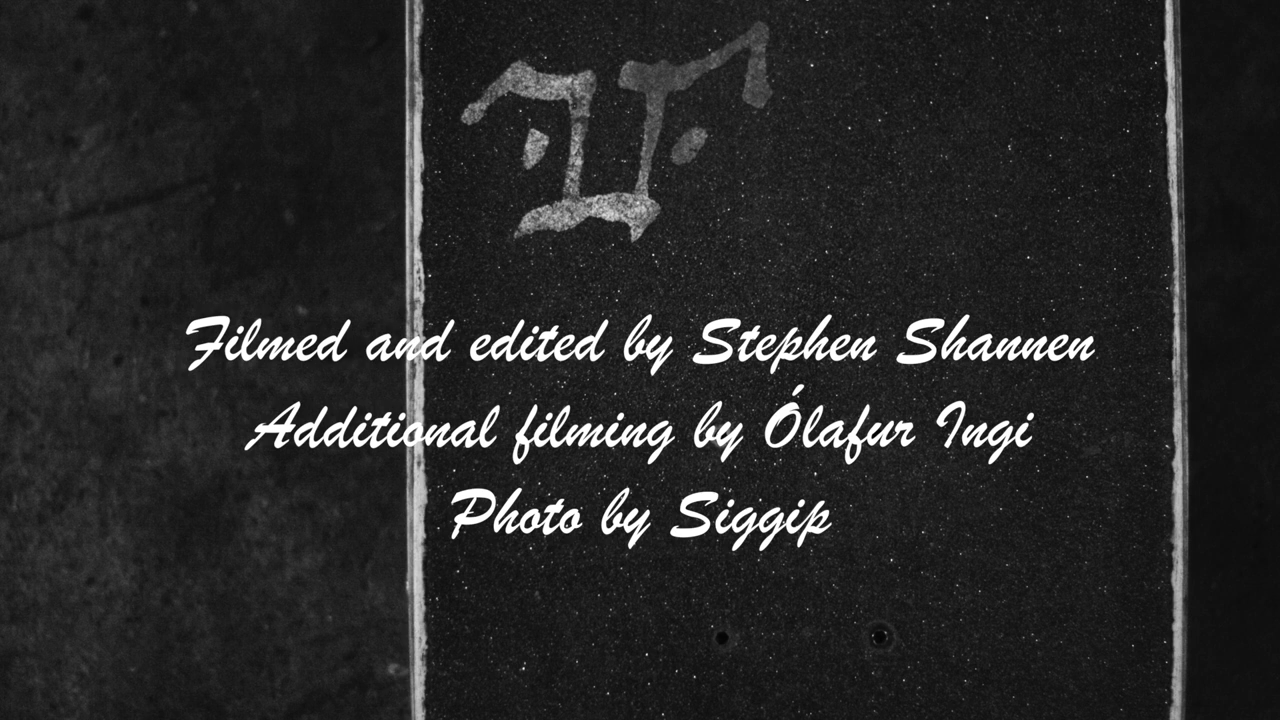 Filmed and edited by Stephen Shannen
Additional filming by Ólafur Ingi
Photo by Siggip